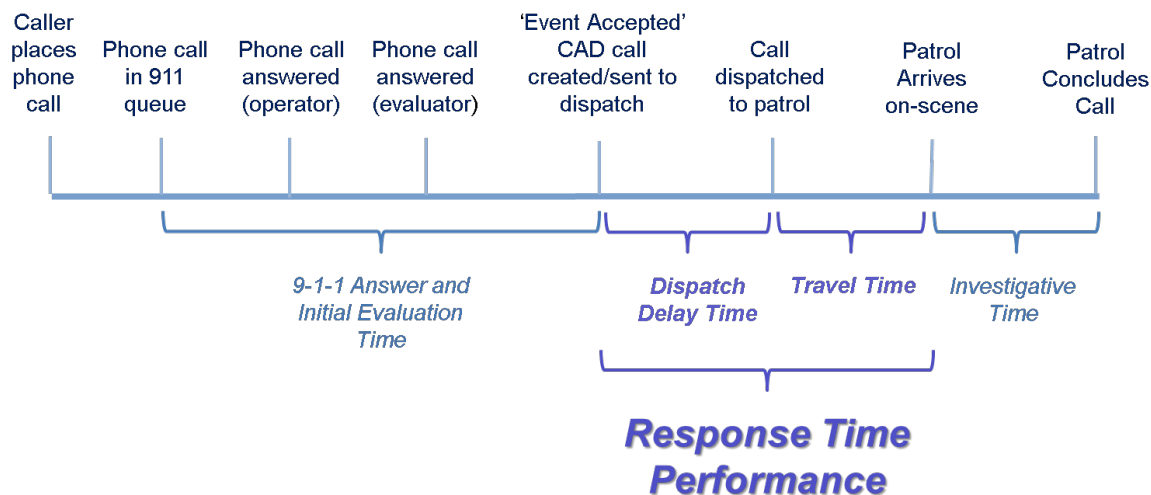 Caller
places
phone
call
Phone call
in 911
queue
Phone call
answered
(operator)
Phone call
answered
(evaluator)
‘Event Accepted’
CAD call
created/sent to
dispatch
Call
dispatched
to patrol
Patrol
Arrives
on-scene
Patrol
Concludes
Call
9-1-1 Answer and
Initial Evaluation
Time
Dispatch
Delay Time
Travel Time
Investigative
Time
Response Time
Performance